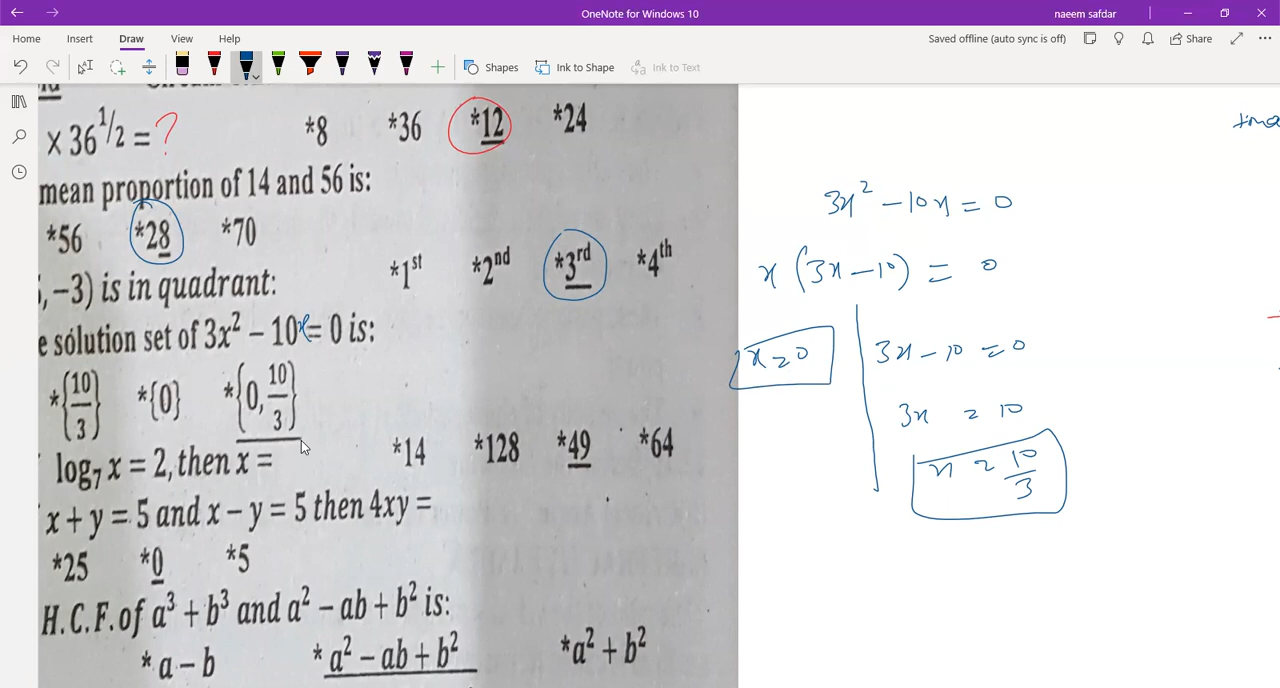 OneNote for Windows 10
naeem safdar
Home Insert Draw View Help
Saved offline (auto sync is off)
Share
Shapes
Ink to Shape
Ink to Text
× 36^1/2 = ? *8 *36 *12 *24
mean proportion of 14 and 56 is:
*56 *28 *70
, −3) is in quadrant: *1st *2nd *3rd *4th
e solution set of 3x² − 10x = 0 is:
*{10/3} *{0} *{0, 10/3}
log₇ x = 2, then x = *14 *128 *49 *64
x + y = 5 and x − y = 5 then 4xy =
*25 *0 *5
H.C.F. of a³ + b³ and a² − ab + b² is:
* a − b * a² − ab + b² *a² + b²
3x² − 10x = 0
x (3x − 10) = 0
x = 0
3x − 10 = 0
3x = 10
x = 10/3